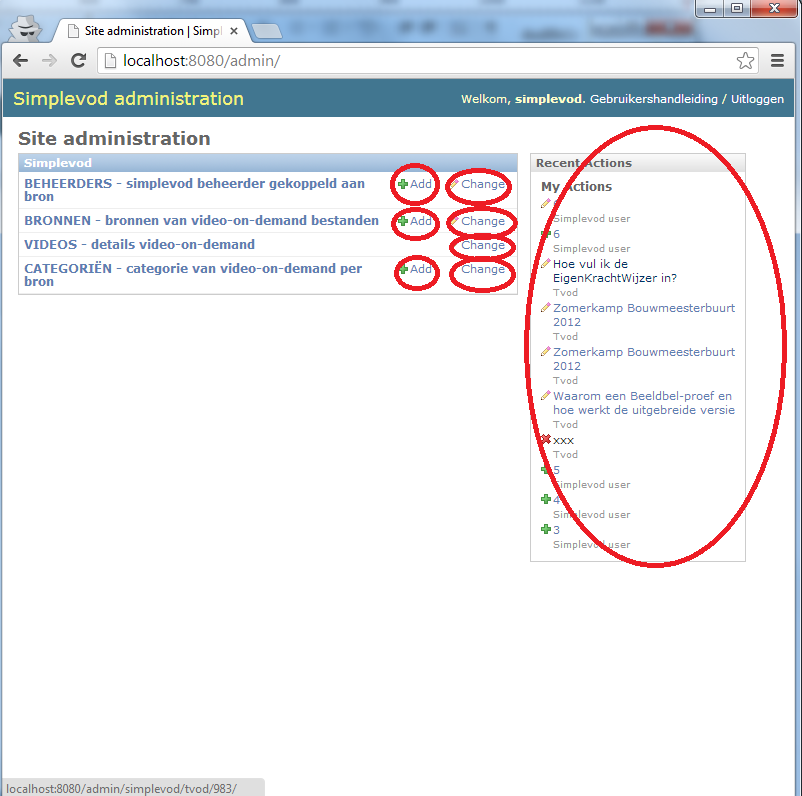 Site administration | Simpl
localhost:8080/admin/
Simplevod administration
Welkom, simplevod. Gebruikershandleiding / Uitloggen
Site administration
Simplevod
BEHEERDERS - simplevod beheerder gekoppeld aan
bron
Add
Change
BRONNEN - bronnen van video-on-demand bestanden
Add
Change
VIDEOS - details video-on-demand
Change
CATEGORIËN - categorie van video-on-demand per
bron
Add
Change
Recent Actions
My Actions
Simplevod user
6
Simplevod user
Hoe vul ik de
EigenKrachtWijzer in?
Tvod
Zomerkamp Bouwmeesterbuurt
2012
Tvod
Zomerkamp Bouwmeesterbuurt
2012
Tvod
Waarom een Beeldbel-proef en
hoe werkt de uitgebreide versie
Tvod
xxx
Tvod
5
Simplevod user
4
Simplevod user
3
Simplevod user
localhost:8080/admin/simplevod/tvod/983/